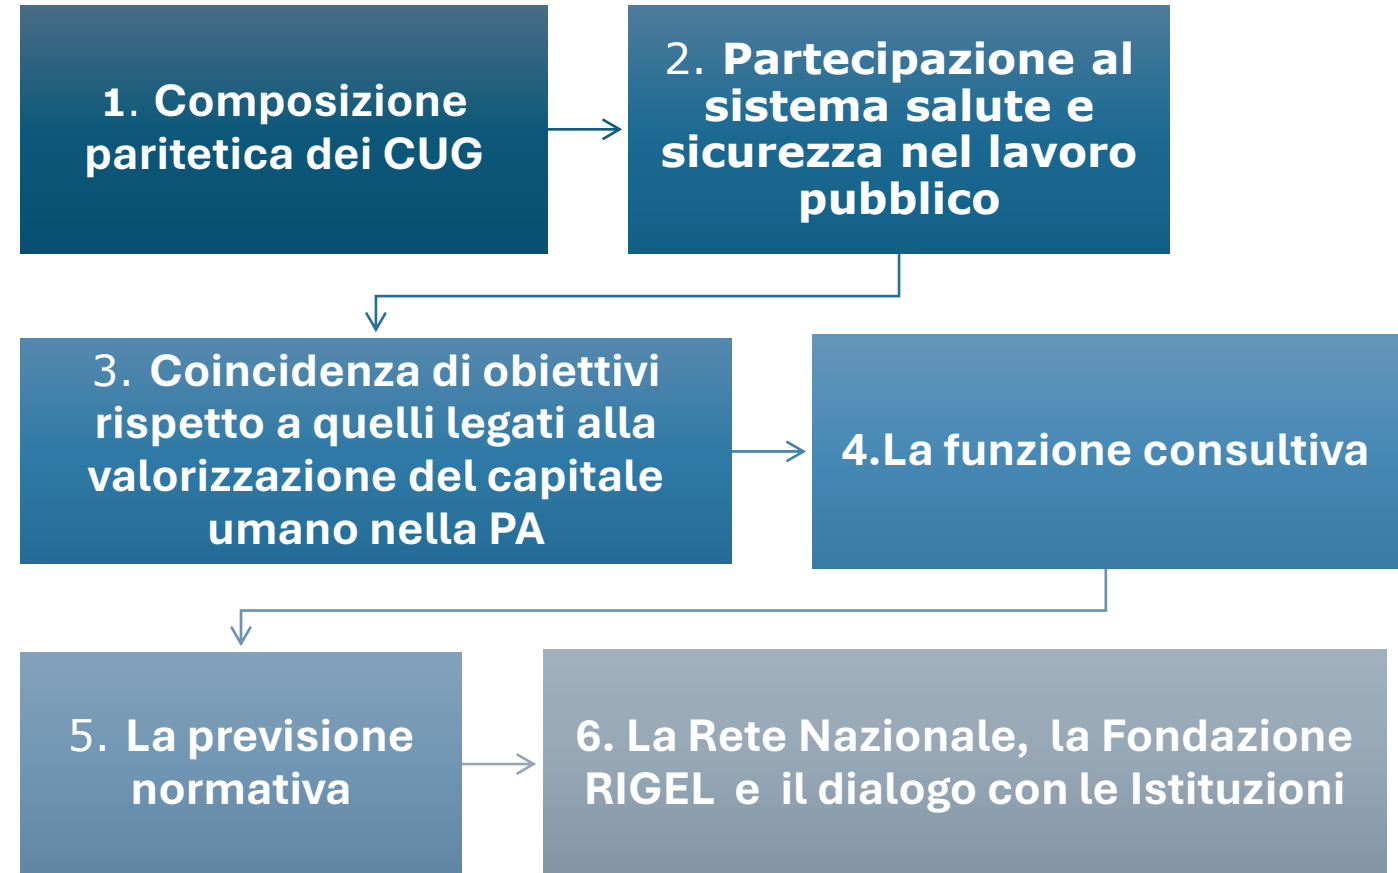 1. Composizione
paritetica dei CUG
2. Partecipazione al
sistema salute e
sicurezza nel lavoro
pubblico
3. Coincidenza di obiettivi
rispetto a quelli legati alla
valorizzazione del capitale
umano nella PA
4.La funzione consultiva
5. La previsione
normativa
6. La Rete Nazionale, la Fondazione
RIGEL e il dialogo con le Istituzioni